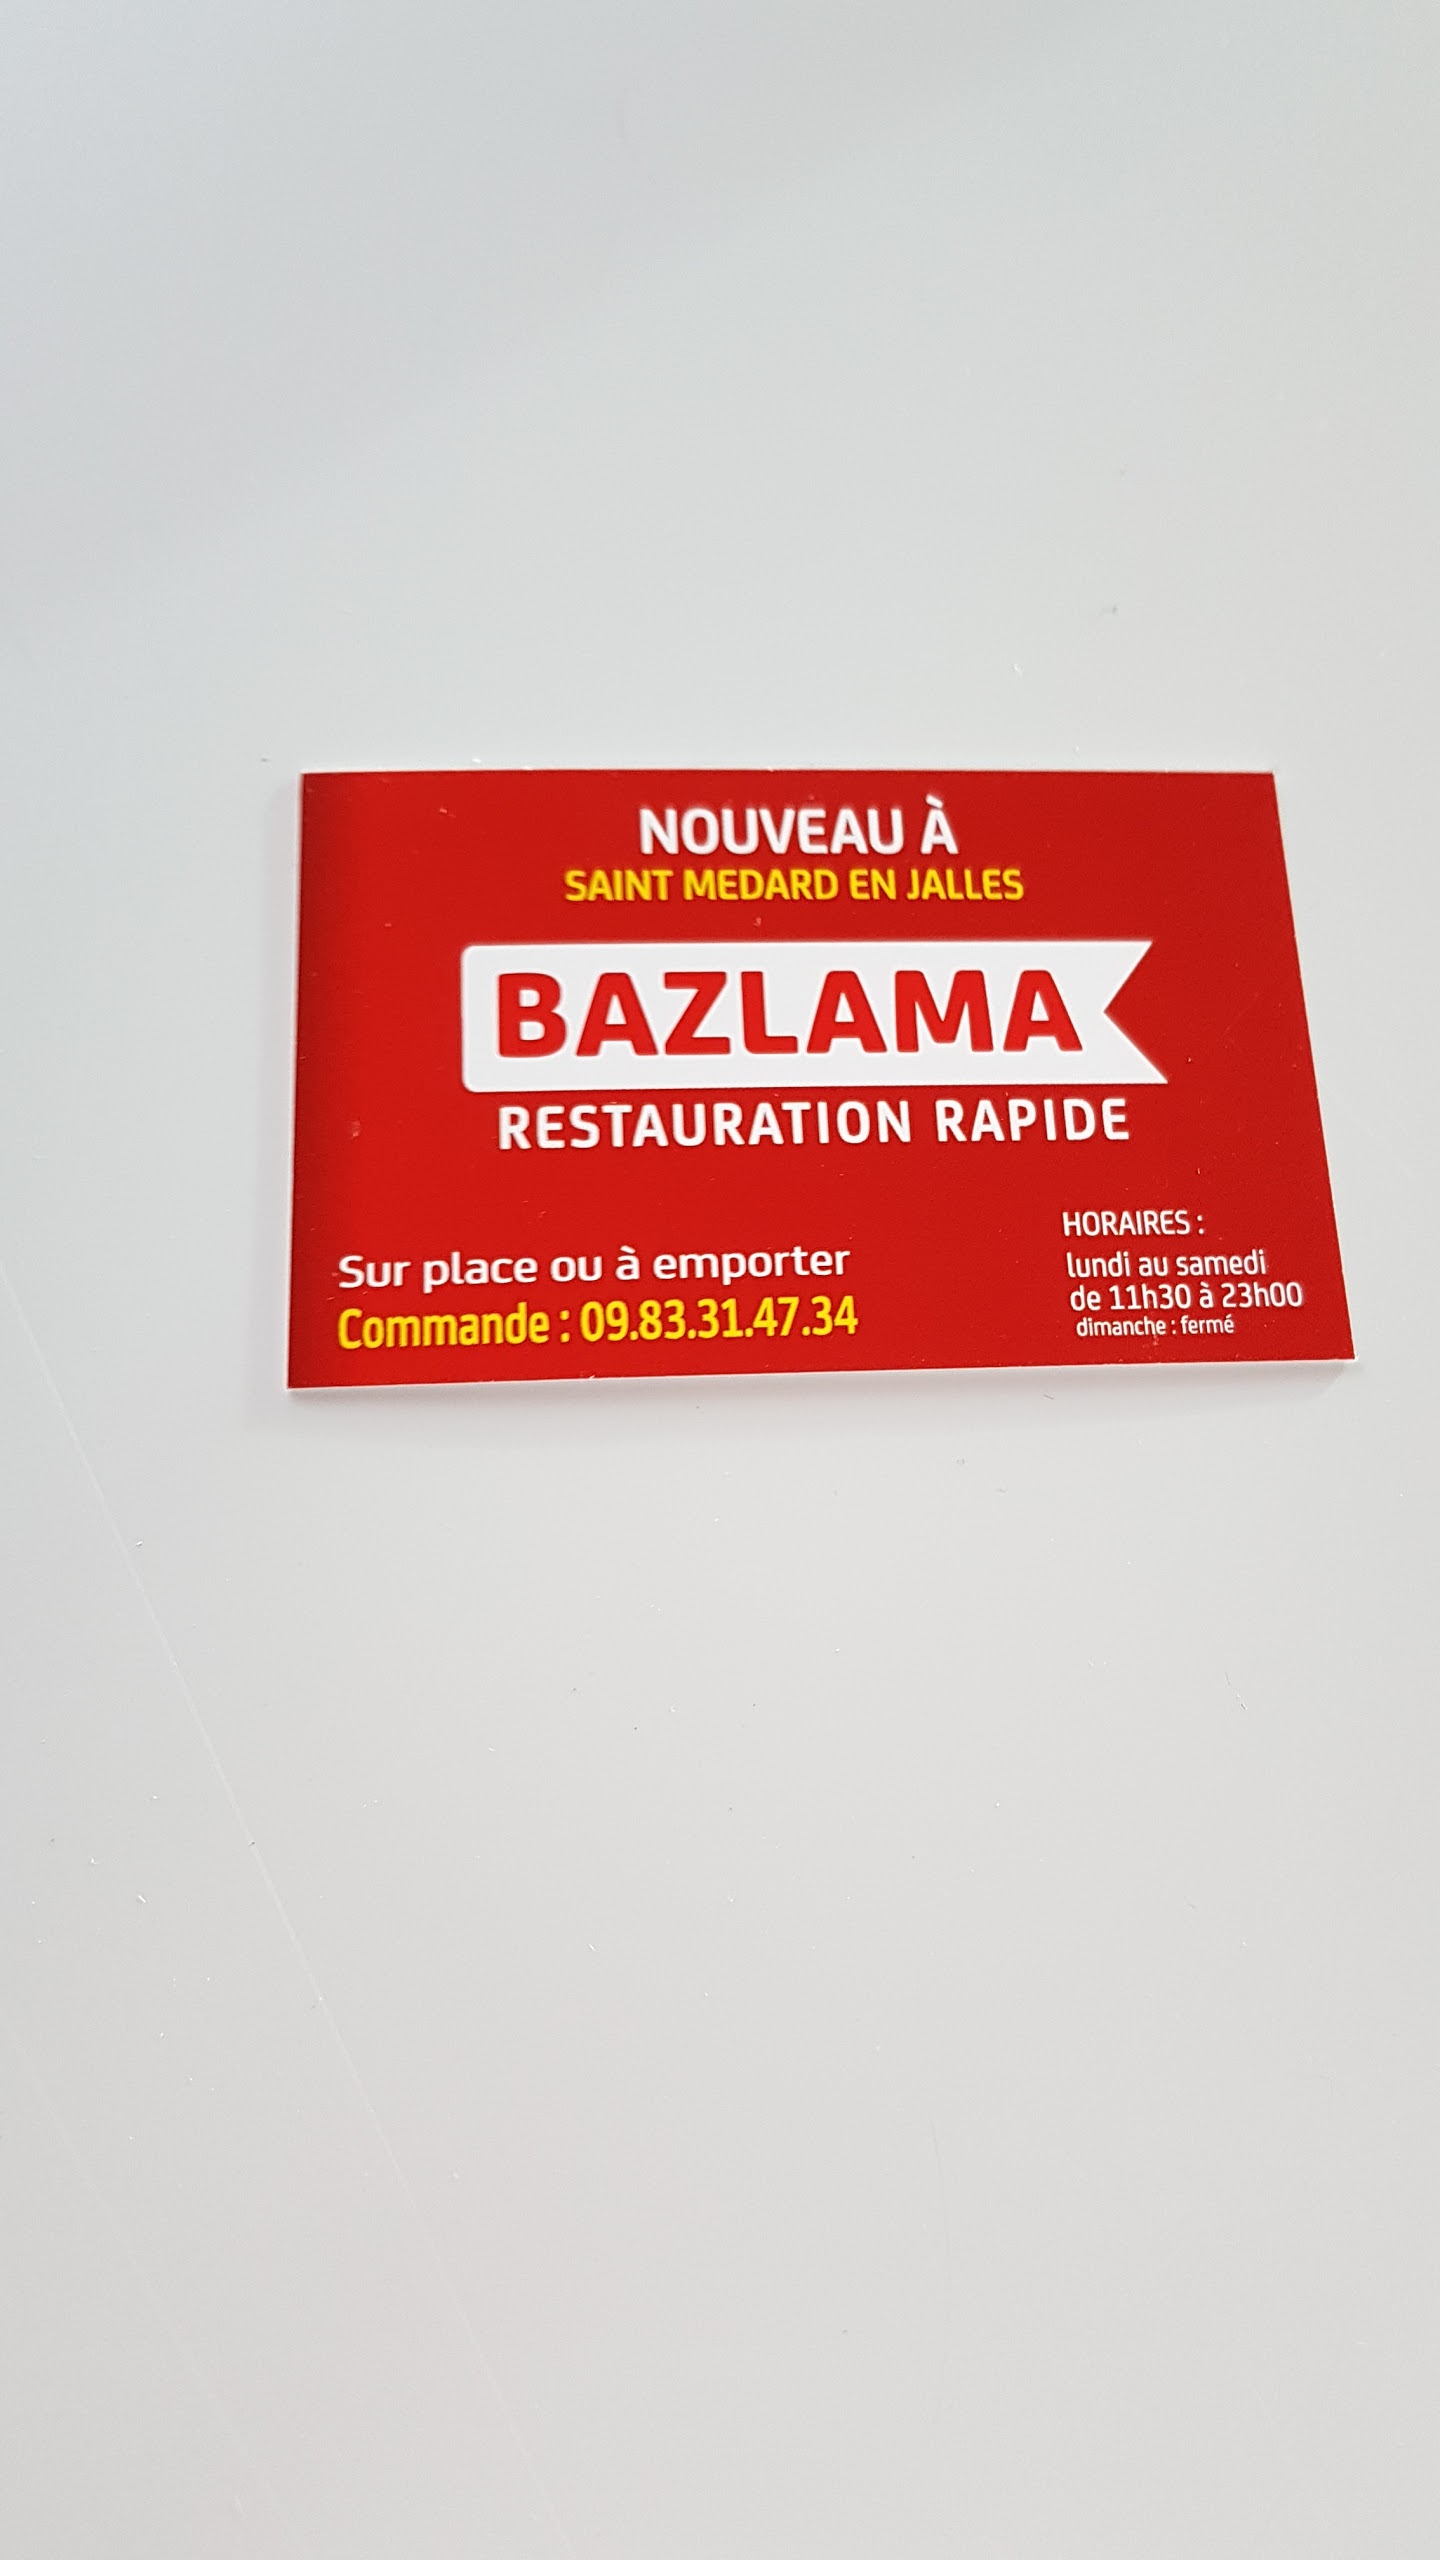 NOUVEAU À
SAINT MEDARD EN JALLES
BAZLAMA
RESTAURATION RAPIDE
Sur place ou à emporter
Commande : 09.83.31.47.34
HORAIRES :
lundi au samedi
de 11h30 à 23h00
dimanche : fermé